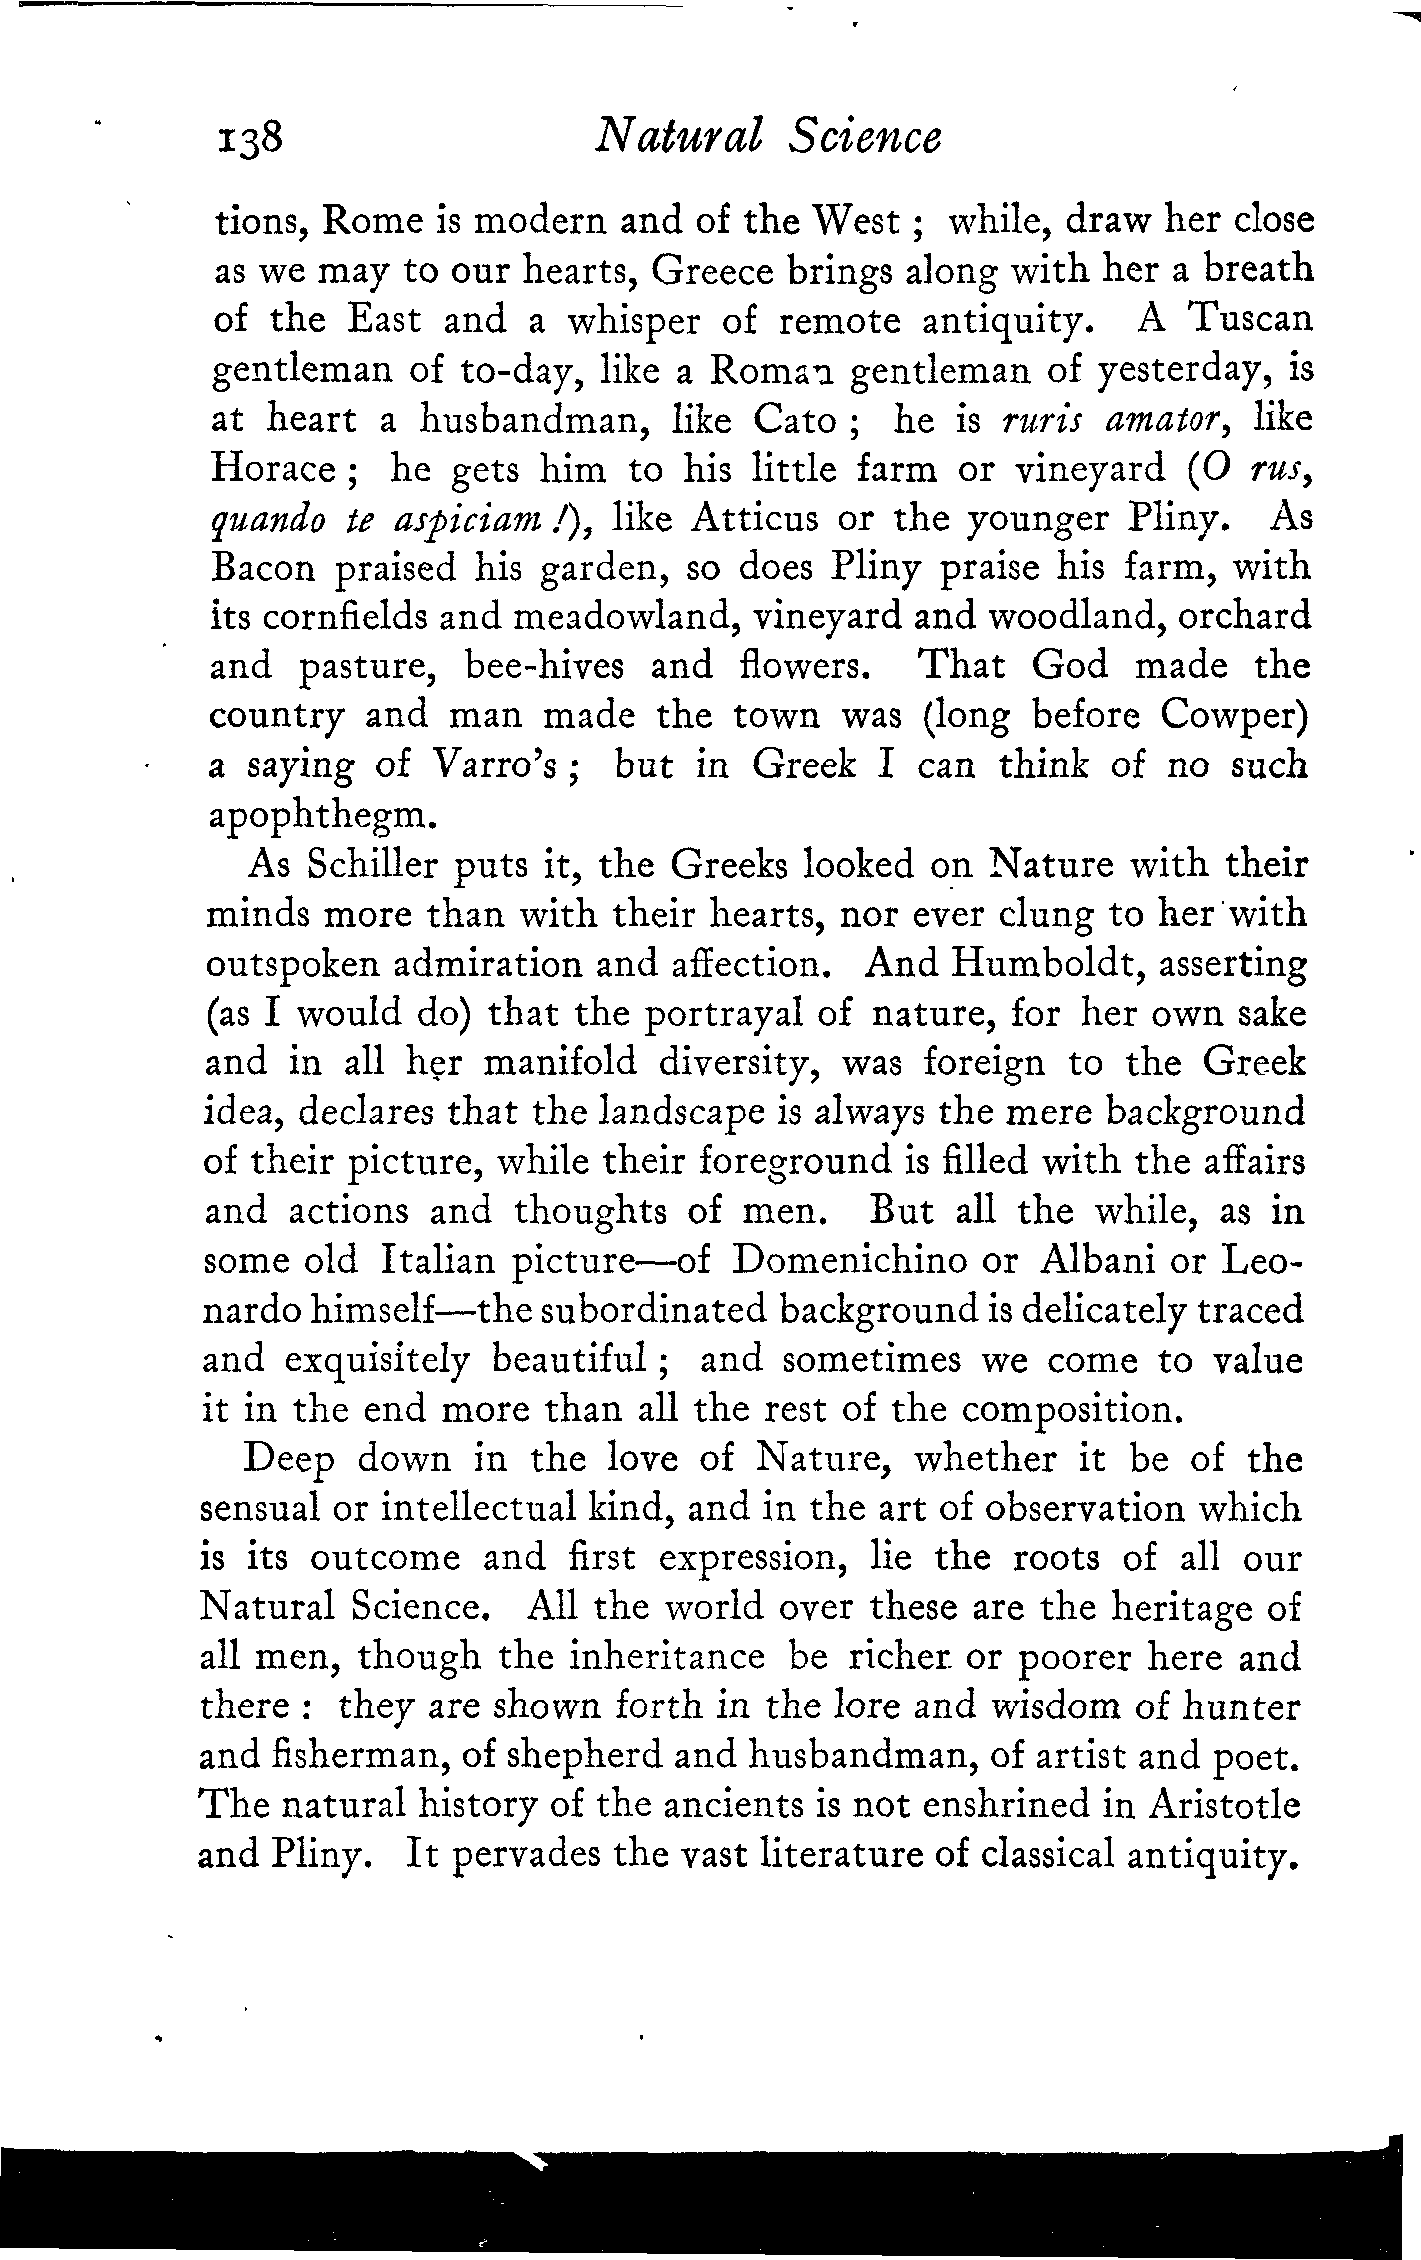 138 Natural Science
tions, Rome is modern and of the West ; while, draw her close
as we may to our hearts, Greece brings along with her a breath
of the East and a whisper of remote antiquity. A Tuscan
gentleman of to-day, like a Roman gentleman of yesterday, is
at heart a husbandman, like Cato ; he is ruris amator, like
Horace ; he gets him to his little farm or vineyard (O rus,
quando te aspiciam !), like Atticus or the younger Pliny. As
Bacon praised his garden, so does Pliny praise his farm, with
its cornfields and meadowland, vineyard and woodland, orchard
and pasture, bee-hives and flowers. That God made the
country and man made the town was (long before Cowper)
a saying of Varro's ; but in Greek I can think of no such
apophthegm.
As Schiller puts it, the Greeks looked on Nature with their
minds more than with their hearts, nor ever clung to her with
outspoken admiration and affection. And Humboldt, asserting
(as I would do) that the portrayal of nature, for her own sake
and in all her manifold diversity, was foreign to the Greek
idea, declares that the landscape is always the mere background
of their picture, while their foreground is filled with the affairs
and actions and thoughts of men. But all the while, as in
some old Italian picture—of Domenichino or Albani or Leo-
nardo himself—the subordinated background is delicately traced
and exquisitely beautiful ; and sometimes we come to value
it in the end more than all the rest of the composition.
Deep down in the love of Nature, whether it be of the
sensual or intellectual kind, and in the art of observation which
is its outcome and first expression, lie the roots of all our
Natural Science. All the world over these are the heritage of
all men, though the inheritance be richer or poorer here and
there : they are shown forth in the lore and wisdom of hunter
and fisherman, of shepherd and husbandman, of artist and poet.
The natural history of the ancients is not enshrined in Aristotle
and Pliny. It pervades the vast literature of classical antiquity.